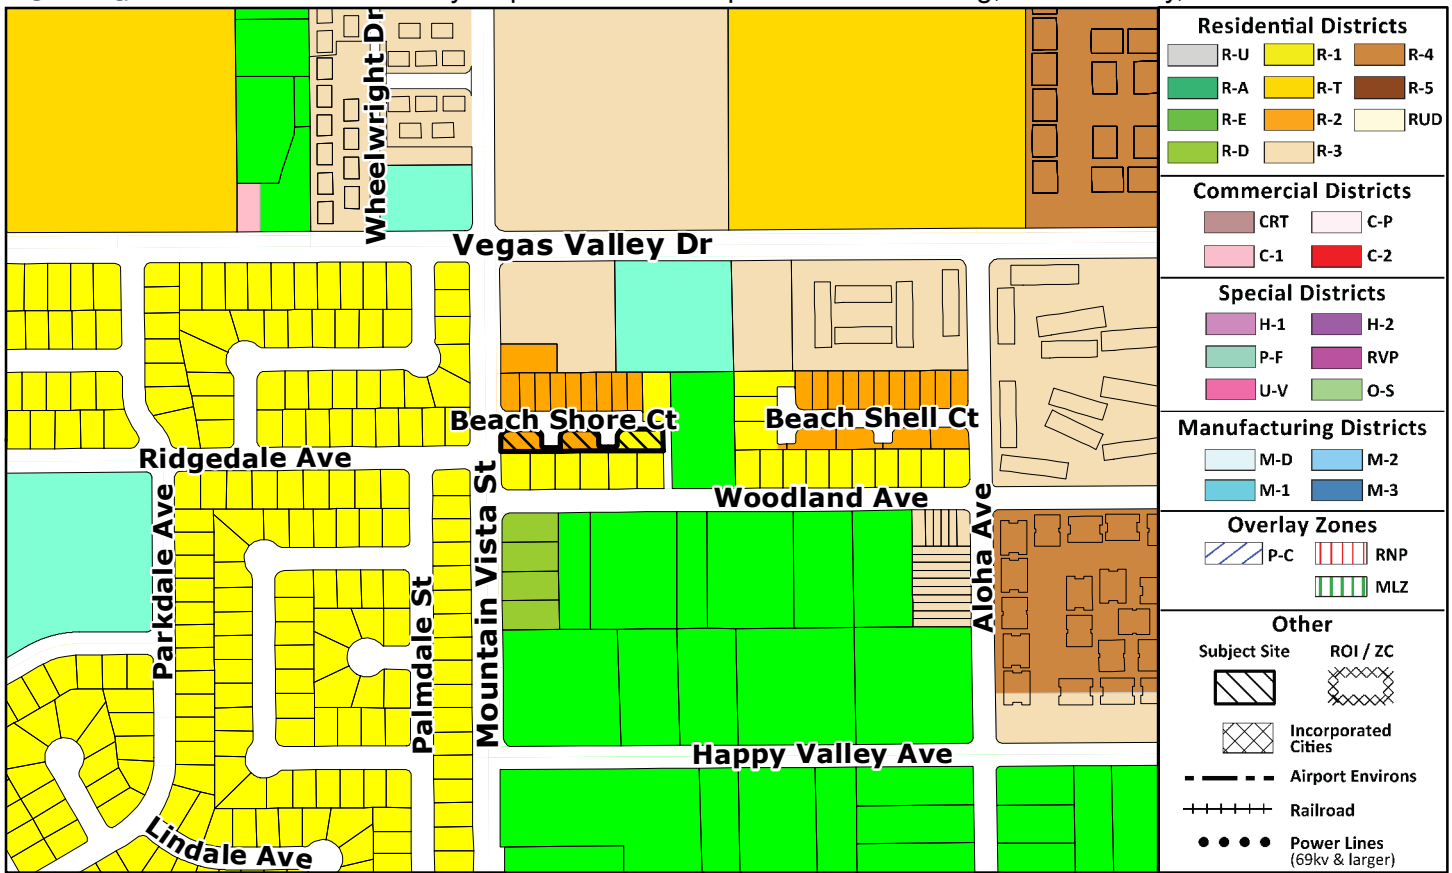 Wheelwright Dr
Vegas Valley Dr
Beach Shore Ct
Beach Shell Ct
Ridgedale Ave
Woodland Ave
Parkdale Ave
Palmdale St
Mountain Vista St
Aloha Ave
Happy Valley Ave
Lindale Ave
Residential Districts
R-U R-1 R-4
R-A R-T R-5
R-E R-2 RUD
R-D R-3
Commercial Districts
CRT C-P
C-1 C-2
Special Districts
H-1 H-2
P-F RVP
U-V O-S
Manufacturing Districts
M-D M-2
M-1 M-3
Overlay Zones
P-C RNP
MLZ
Other
Subject Site ROI / ZC
Incorporated
Cities
Airport Environs
Railroad
Power Lines
(69kv & larger)